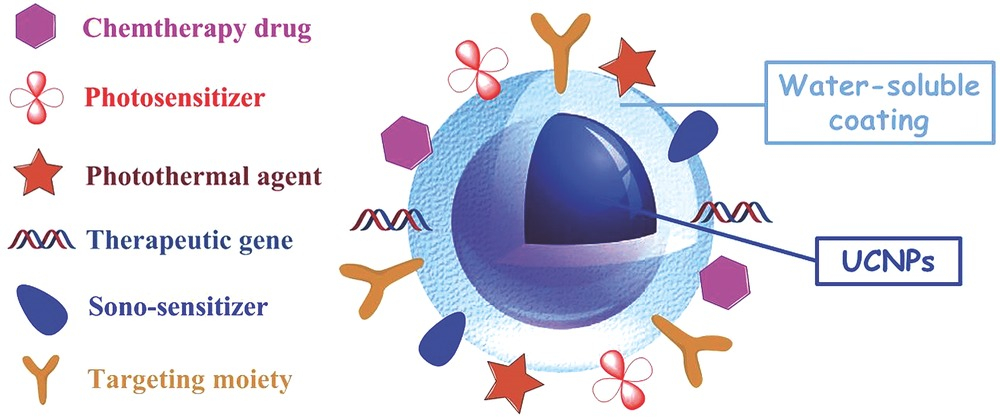 Chemtherapy drug
Photosensitizer
Photothermal agent
Therapeutic gene
Sono-sensitizer
Targeting moiety
Water-soluble
coating
UCNPs